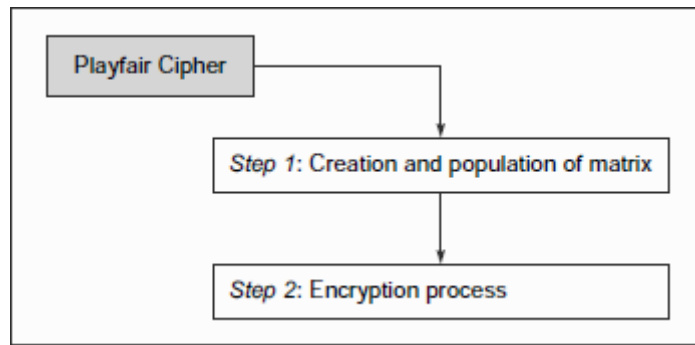 Playfair Cipher
Step 1: Creation and population of matrix
Step 2: Encryption process